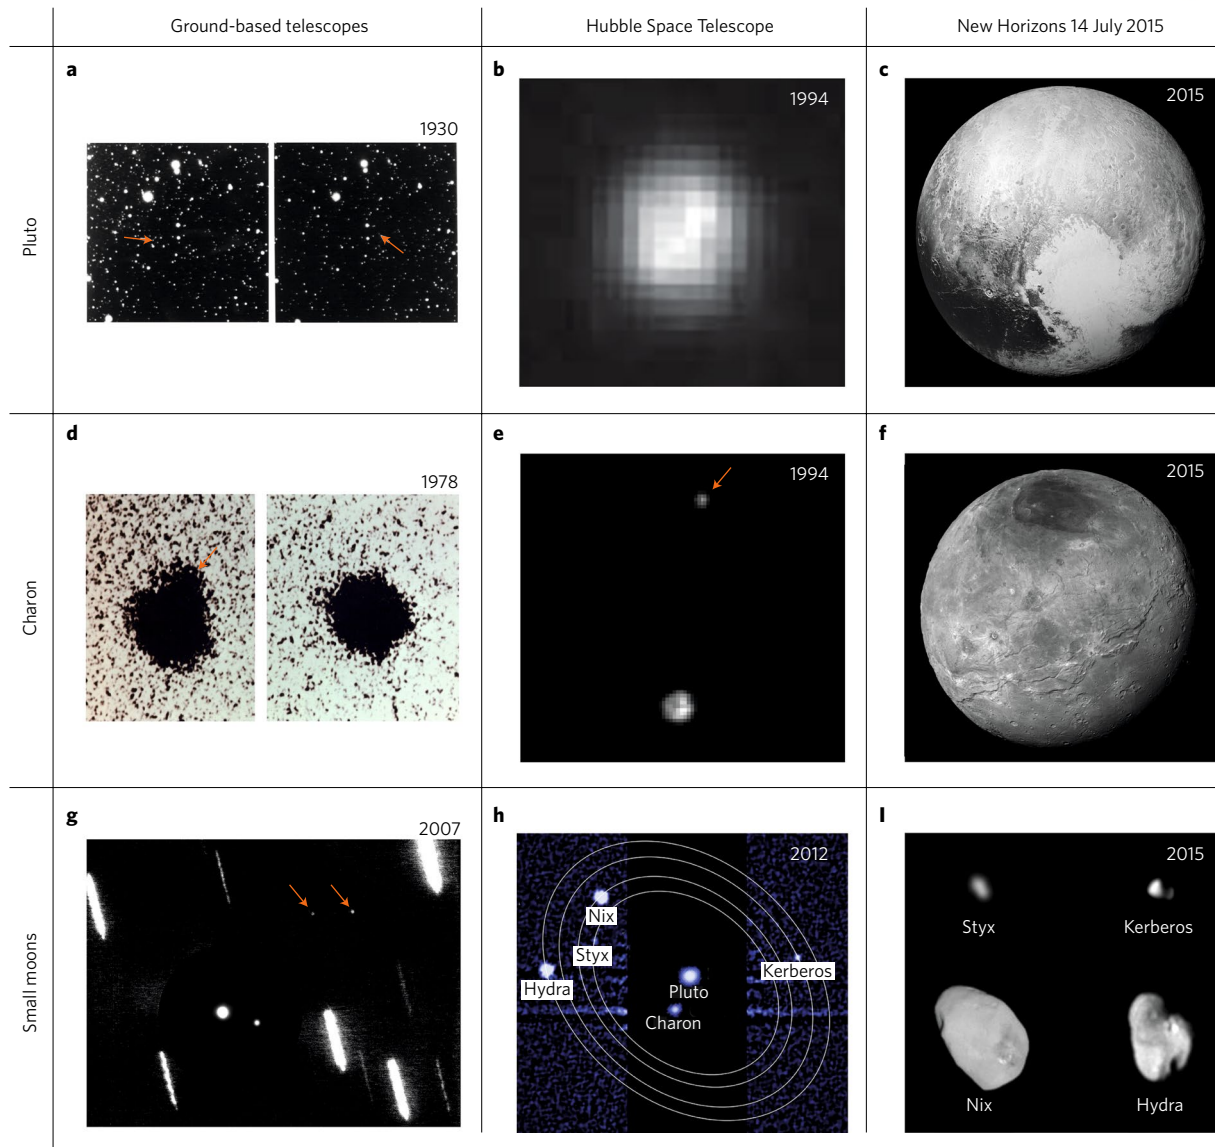 Ground-based telescopes
Hubble Space Telescope
New Horizons 14 July 2015
Pluto
a
1930
b
1994
c
2015
Charon
d
1978
e
1994
f
2015
Small moons
g
2007
h
2012
Nix
Styx
Hydra
Kerberos
Pluto
Charon
I
2015
Styx
Kerberos
Nix
Hydra